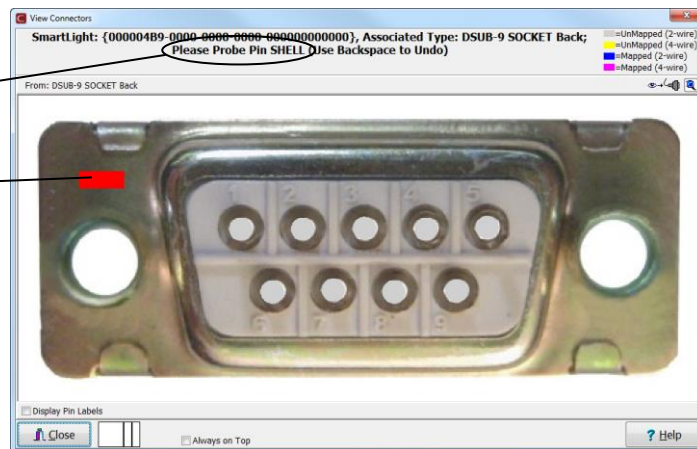 View Connectors
SmartLight: {000004B9-0000-0000-0000-000000000000}, Associated Type: DSUB-9 SOCKET Back;
Please Probe Pin SHELL (Use Backspace to Undo)
=UnMapped (2-wire)
=UnMapped (4-wire)
=Mapped (2-wire)
=Mapped (4-wire)
From: DSUB-9 SOCKET Back
1 2 3 4 5
6 7 8 9
Display Pin Labels
Close
Always on Top
? Help